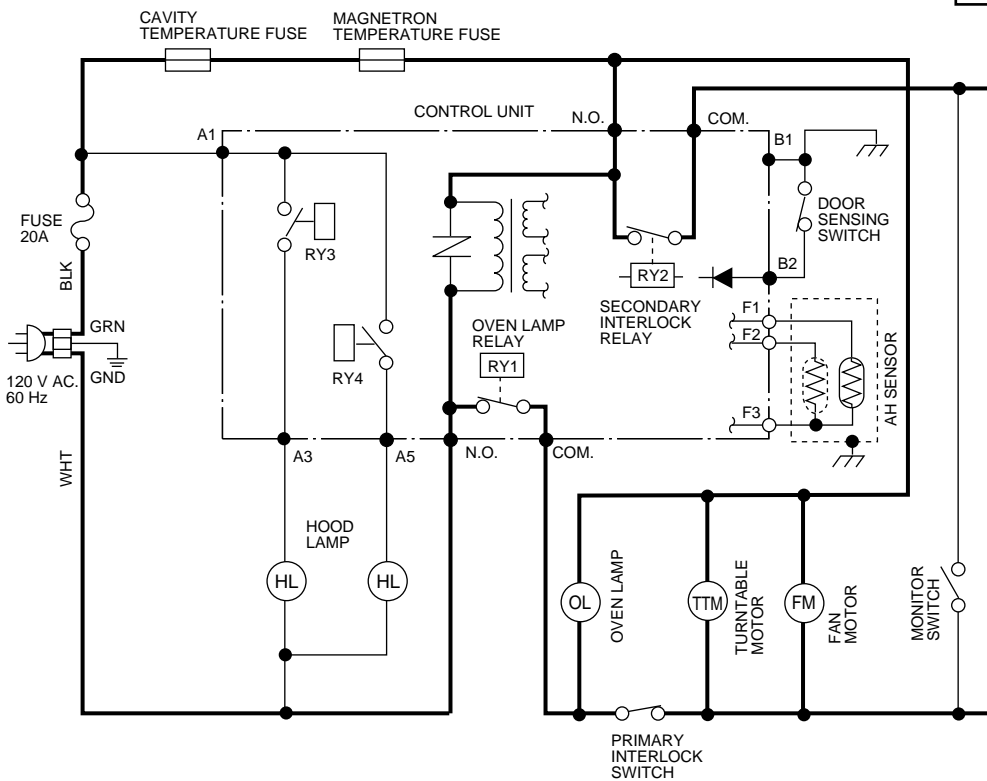 CAVITY
TEMPERATURE FUSE
MAGNETRON
TEMPERATURE FUSE
CONTROL UNIT
N.O.
COM.
A1
B1
FUSE
20A
RY3
DOOR
SENSING
SWITCH
BLK
RY2
B2
SECONDARY
INTERLOCK
RELAY
F1
F2
GRN
GND
120 V AC.
60 Hz
OVEN LAMP
RELAY
RY1
RY4
AH SENSOR
F3
WHT
A3
A5
N.O.
COM.
HOOD
LAMP
HL
HL
OL
OVEN LAMP
TTM
TURNTABLE
MOTOR
FM
FAN
MOTOR
MONITOR
SWITCH
PRIMARY
INTERLOCK
SWITCH